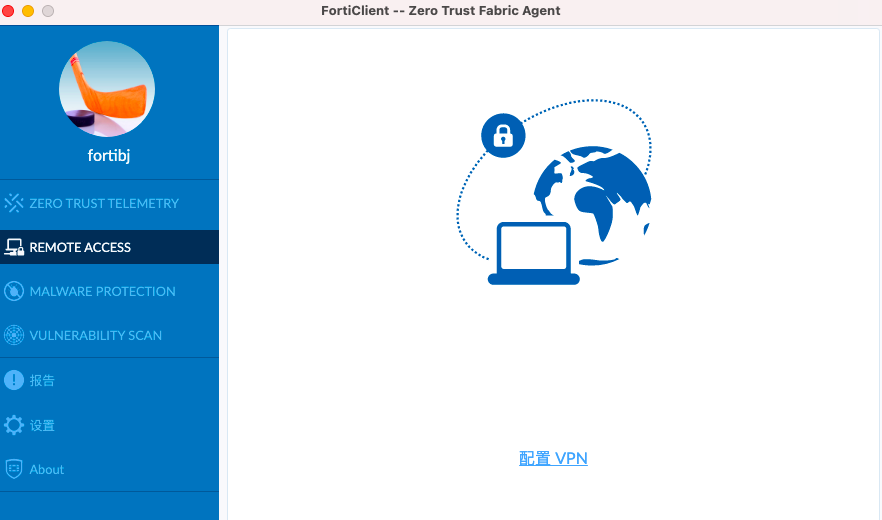 FortiClient -- Zero Trust Fabric Agent
fortibj
ZERO TRUST TELEMETRY
REMOTE ACCESS
MALWARE PROTECTION
VULNERABILITY SCAN
报告
设置
About
配置 VPN